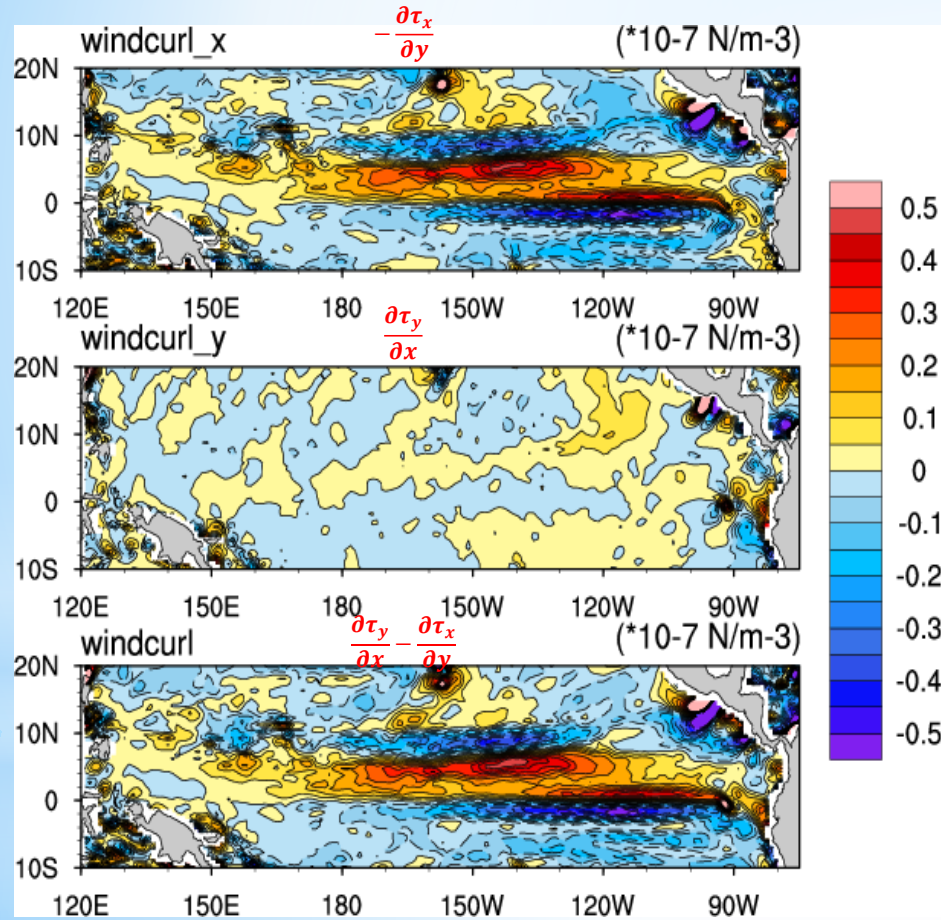 windcurl_x −∂τx/∂y (*10-7 N/m-3)
20N
10N
0
10S
120E 150E 180 150W 120W 90W
windcurl_y ∂τy/∂x (*10-7 N/m-3)
20N
10N
0
10S
120E 150E 180 150W 120W 90W
windcurl ∂τy/∂x − ∂τx/∂y (*10-7 N/m-3)
20N
10N
0
10S
120E 150E 180 150W 120W 90W
0.5
0.4
0.3
0.2
0.1
0
-0.1
-0.2
-0.3
-0.4
-0.5